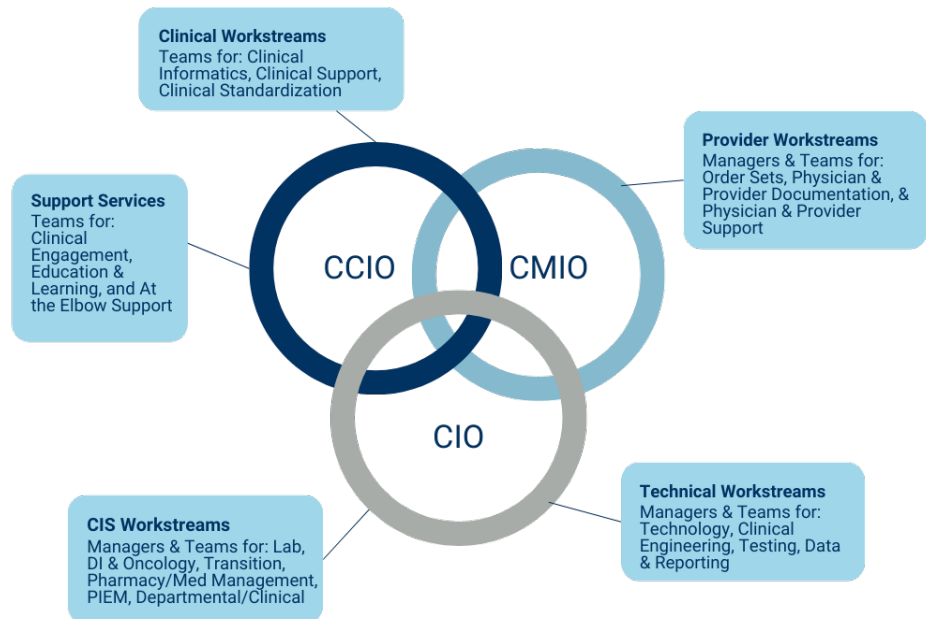 Clinical Workstreams
Teams for: Clinical
Informatics, Clinical Support,
Clinical Standardization
Provider Workstreams
Managers & Teams for:
Order Sets, Physician &
Provider Documentation, &
Physician & Provider
Support
Support Services
Teams for:
Clinical
Engagement,
Education &
Learning, and At
the Elbow Support
CCIO
CMIO
CIO
CIS Workstreams
Managers & Teams for: Lab,
DI & Oncology, Transition,
Pharmacy/Med Management,
PIEM, Departmental/Clinical
Technical Workstreams
Managers & Teams for:
Technology, Clinical
Engineering, Testing, Data
& Reporting